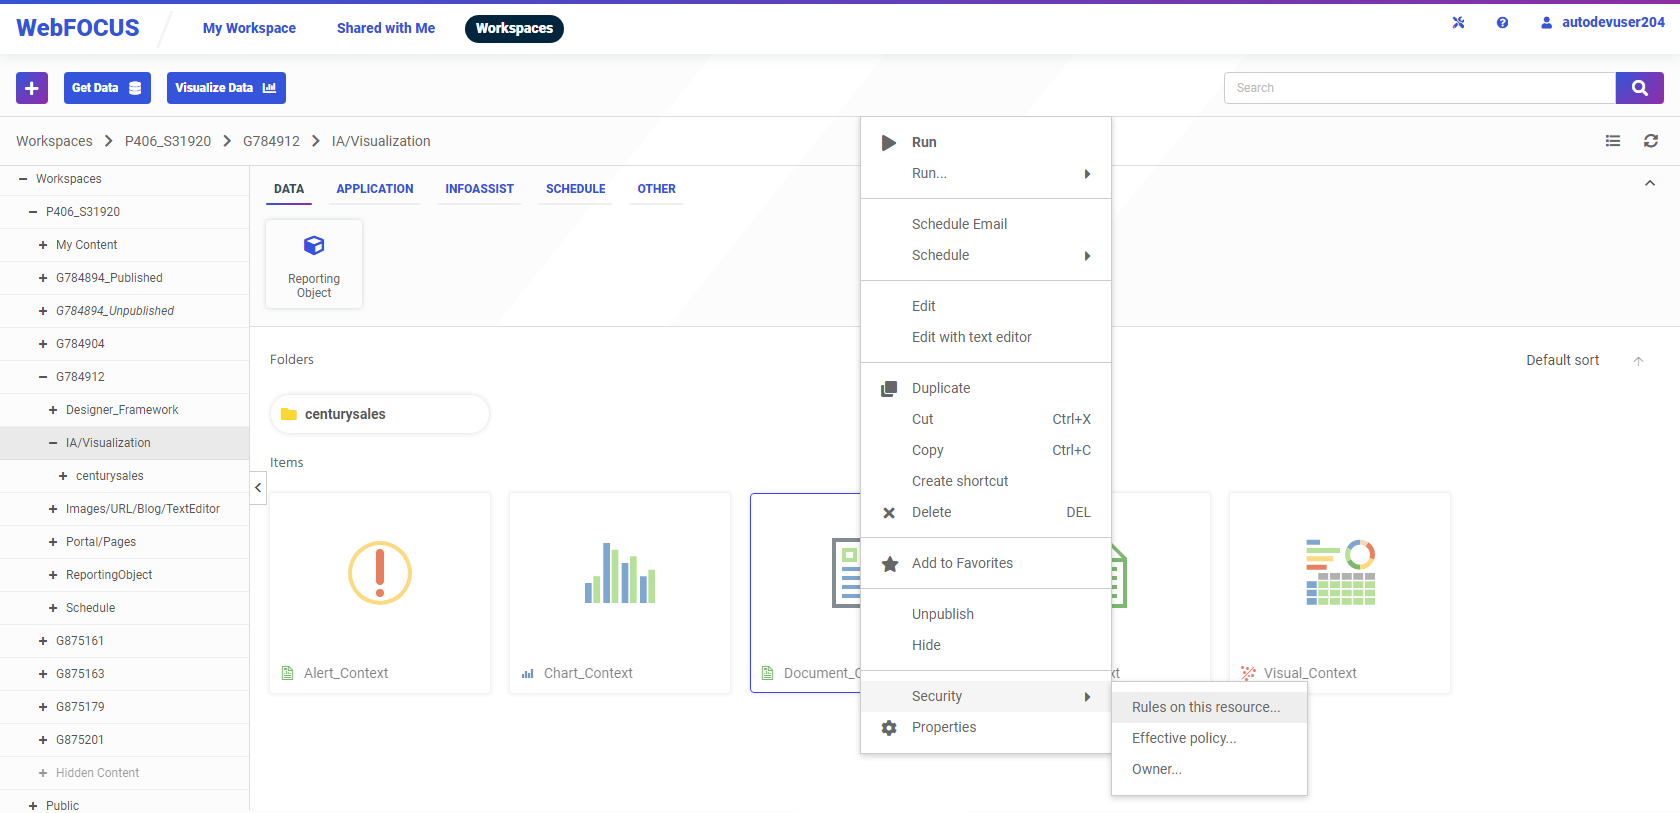 WebFOCUS
My Workspace
Shared with Me
Workspaces
autodevuser204
Get Data
Visualize Data
Search
Workspaces > P406_S31920 > G784912 > IA/Visualization
Workspaces
P406_S31920
My Content
G784894_Published
G784894_Unpublished
G784904
G784912
Designer_Framework
IA/Visualization
centurysales
Images/URL/Blog/TextEditor
Portal/Pages
ReportingObject
Schedule
G875161
G875163
G875179
G875201
Hidden Content
Public
DATA
APPLICATION
INFOASSIST
SCHEDULE
OTHER
Reporting
Object
Folders
Default sort
centurysales
Items
Alert_Context
Chart_Context
Visual_Context
Run
Run...
Schedule Email
Schedule
Edit
Edit with text editor
Duplicate
Cut Ctrl+X
Copy Ctrl+C
Create shortcut
Delete DEL
Add to Favorites
Unpublish
Hide
Security
Properties
Rules on this resource...
Effective policy...
Owner...